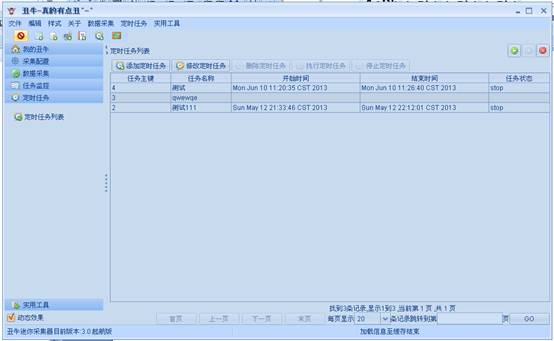 丑牛-真的有点丑"-"
文件 编辑 样式 关于 数据采集 定时任务 实用工具
我的丑牛
采集配置
数据采集
任务监控
定时任务
定时任务列表
定时任务列表
添加定时任务 修改定时任务 删除定时任务 执行定时任务 停止定时任务
任务主键 任务名称 开始时间 结束时间 任务状态
4 测试 Mon Jun 10 11:20:35 CST 2013 Mon Jun 10 11:26:40 CST 2013 stop
3 qwewqe
2 测试111 Sun May 12 21:33:46 CST 2013 Sun May 12 22:12:01 CST 2013 stop
实用工具
找到3条记录,显示1到3 ,当前第 1 页 ,共 1 页
动态效果
首页 上一页 下一页 末页 每页显示 20 条记录跳转到第 页 GO
丑牛迷你采集器目前版本:3.0起航版 加载信息至缓存结束